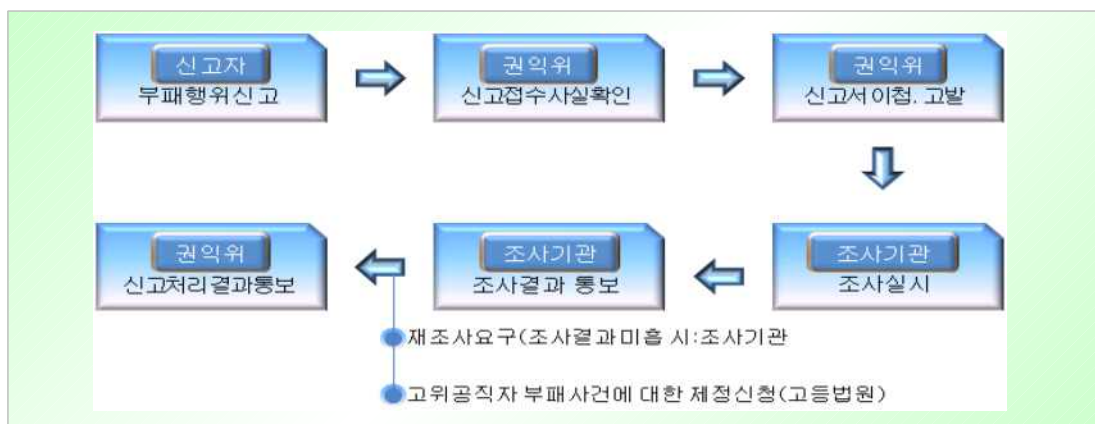 신고자
부패행위신고
권익위
신고접수사실확인
권익위
신고서이첩. 고발
조사기관
조사실시
조사기관
조사결과 통보
권익위
신고처리결과통보
재조사요구(조사결과미흡 시:조사기관
고위공직자 부패사건에 대한 제정신청(고등법원)